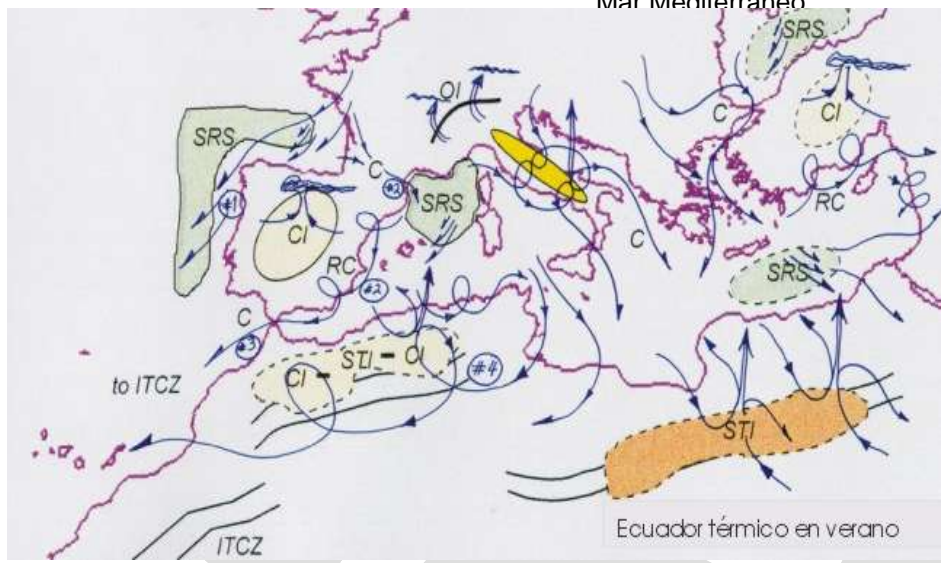 Mar Mediterráneo
SRS
CI
OI
SRS
C
C
#1
#2
SRS
CI
RC
C
RC
#2
SRS
C
#3
STI - CI
CI -
#4
to ITCZ
STI
Ecuador térmico en verano
ITCZ